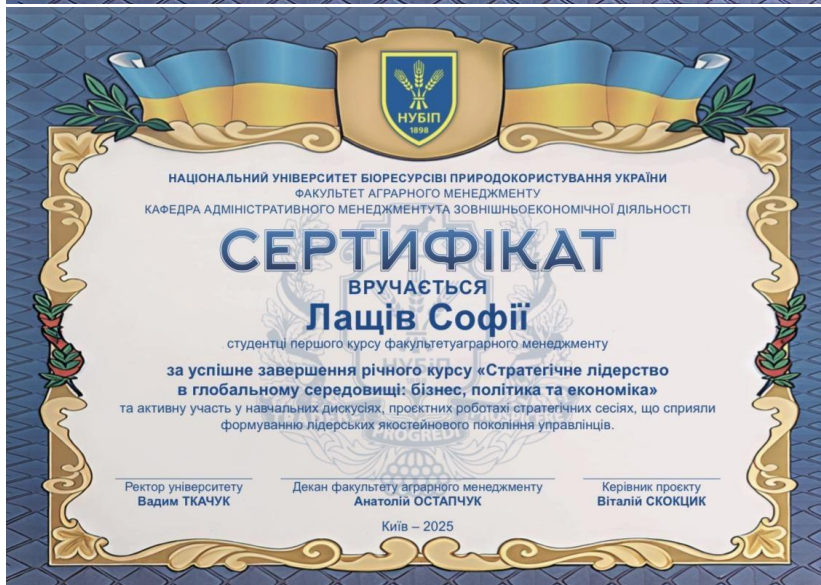 НУБІП
1898
НАЦІОНАЛЬНИЙ УНІВЕРСИТЕТ БІОРЕСУРСІВІ ПРИРОДОКОРИСТУВАННЯ УКРАЇНИ
ФАКУЛЬТЕТ АГРАРНОГО МЕНЕДЖМЕНТУ
КАФЕДРА АДМІНІСТРАТИВНОГО МЕНЕДЖМЕНТУТА ЗОВНІШНЬОЕКОНОМІЧНОЇ ДІЯЛЬНОСТІ
СЕРТИФІКАТ
ВРУЧАЄТЬСЯ
Лащів Софії
студентці першого курсу факультетуаграрного менеджменту
НУБІП
за успішне завершення річного курсу «Стратегічне лідерство
в глобальному середовищі: бізнес, політика та економіка»
та активну участь у навчальних дискусіях, проєктних роботахі стратегічних сесіях, що сприяли
формуванню лідерських якостейнового покоління управлінців.
PROGREDI
Ректор університету
Вадим ТКАЧУК
Декан факультету аграрного менеджменту
Анатолій ОСТАПЧУК
Керівник проєкту
Віталій СКОКЦИК
Київ – 2025